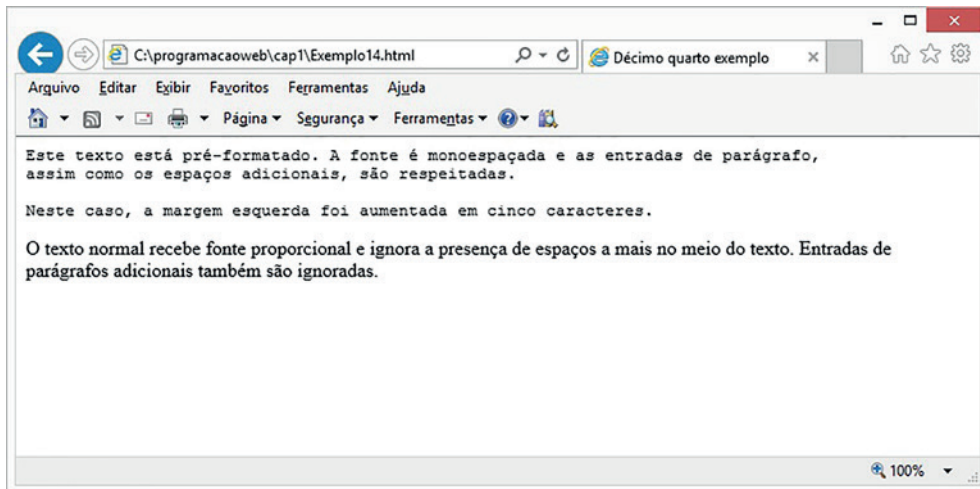 C:\programacaoweb\cap1\Exemplo14.html
Décimo quarto exemplo
Arquivo Editar Exibir Favoritos Ferramentas Ajuda
Página Segurança Ferramentas
Este texto está pré-formatado. A fonte é monoespaçada e as entradas de parágrafo,
assim como os espaços adicionais, são respeitadas.
Neste caso, a margem esquerda foi aumentada em cinco caracteres.
O texto normal recebe fonte proporcional e ignora a presença de espaços a mais no meio do texto. Entradas de
parágrafos adicionais também são ignoradas.
100%